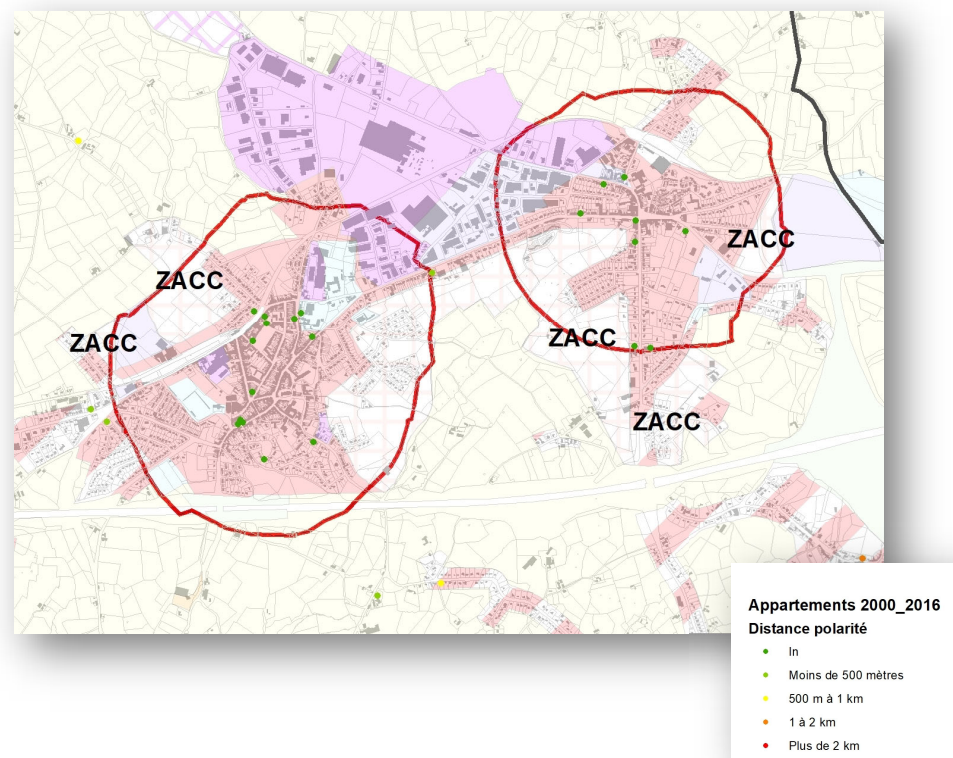 ZACC
ZACC
ZACC
ZACC
ZACC
Appartements 2000_2016
Distance polarité
In
Moins de 500 mètres
500 m à 1 km
1 à 2 km
Plus de 2 km